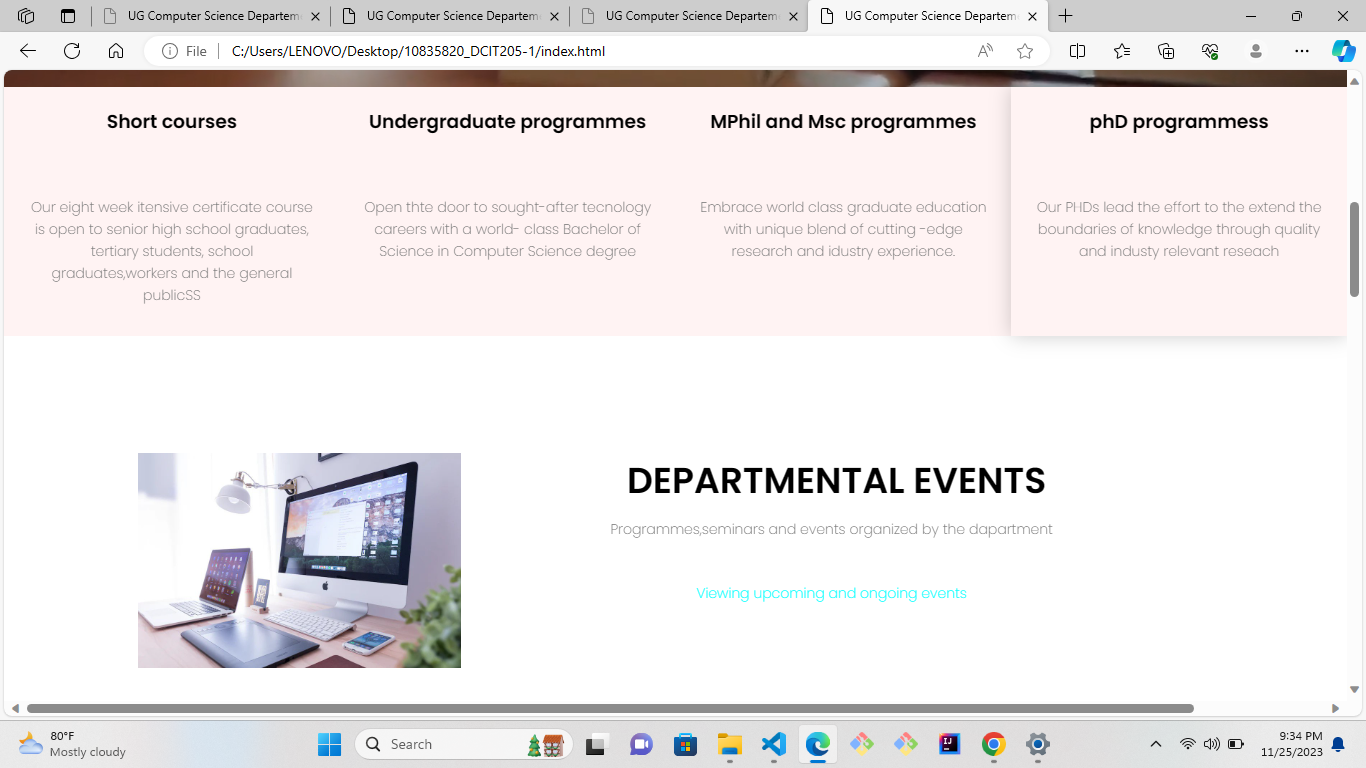 UG Computer Science Departeme
UG Computer Science Departeme
UG Computer Science Departeme
UG Computer Science Departeme
File
C:/Users/LENOVO/Desktop/10835820_DCIT205-1/index.html
Short courses
Our eight week itensive certificate course
is open to senior high school graduates,
tertiary students, school
graduates,workers and the general
publicSS
Undergraduate programmes
Open thte door to sought-after tecnology
careers with a world- class Bachelor of
Science in Computer Science degree
MPhil and Msc programmes
Embrace world class graduate education
with unique blend of cutting -edge
research and idustry experience.
phD programmess
Our PHDs lead the effort to the extend the
boundaries of knowledge through quality
and industy relevant reseach
DEPARTMENTAL EVENTS
Programmes,seminars and events organized by the dapartment
Viewing upcoming and ongoing events
80°F
Mostly cloudy
Search
9:34 PM
11/25/2023